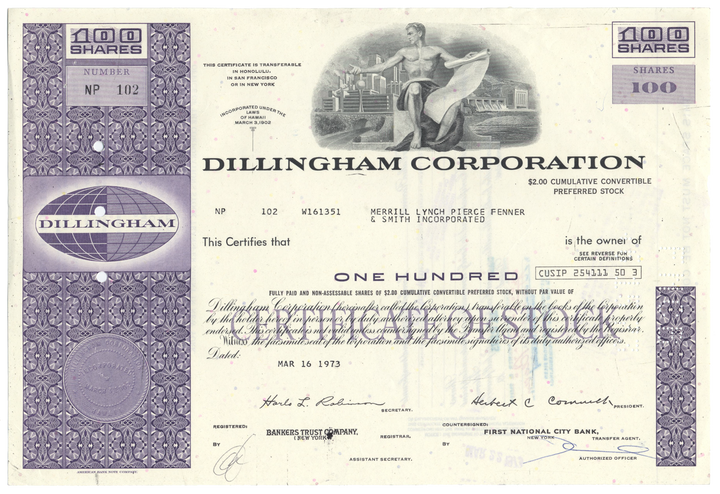 100
SHARES
NUMBER
NP 102
THIS CERTIFICATE IS TRANSFERABLE
IN HONOLULU,
IN SAN FRANCISCO
OR IN NEW YORK
INCORPORATED UNDER THE
LAWS
OF HAWAII
MARCH 3, 1902
100
SHARES
SHARES
100
DILLINGHAM CORPORATION
$2.00 CUMULATIVE CONVERTIBLE
PREFERRED STOCK
DILLINGHAM
NP 102 W161351 MERRILL LYNCH PIERCE FENNER
& SMITH INCORPORATED
This Certifies that is the owner of
SEE REVERSE FOR
CERTAIN DEFINITIONS
ONE HUNDRED
CUSIP 254111 50 3
FULLY PAID AND NON-ASSESSABLE SHARES OF $2.00 CUMULATIVE CONVERTIBLE PREFERRED STOCK, WITHOUT PAR VALUE OF
Dillingham Corporation (hereinafter called the Corporation) transferable on the books of the Corporation
by the holder hereof in person or by duly authorized attorney upon surrender of this certificate properly
endorsed. This certificate is not valid unless countersigned by the Transfer Agent and registered by the Registrar.
Witness the facsimile seal of the Corporation and the facsimile signatures of its duly authorized officers.
CERTIFICATE OF STOCK
Dated:
MAR 16 1973
SECRETARY.
PRESIDENT.
REGISTERED:
BANKERS TRUST COMPANY,
(NEW YORK)
REGISTRAR,
BY
ASSISTANT SECRETARY.
COUNTERSIGNED:
FIRST NATIONAL CITY BANK,
NEW YORK
TRANSFER AGENT,
BY
AUTHORIZED OFFICER
AMERICAN BANK NOTE COMPANY